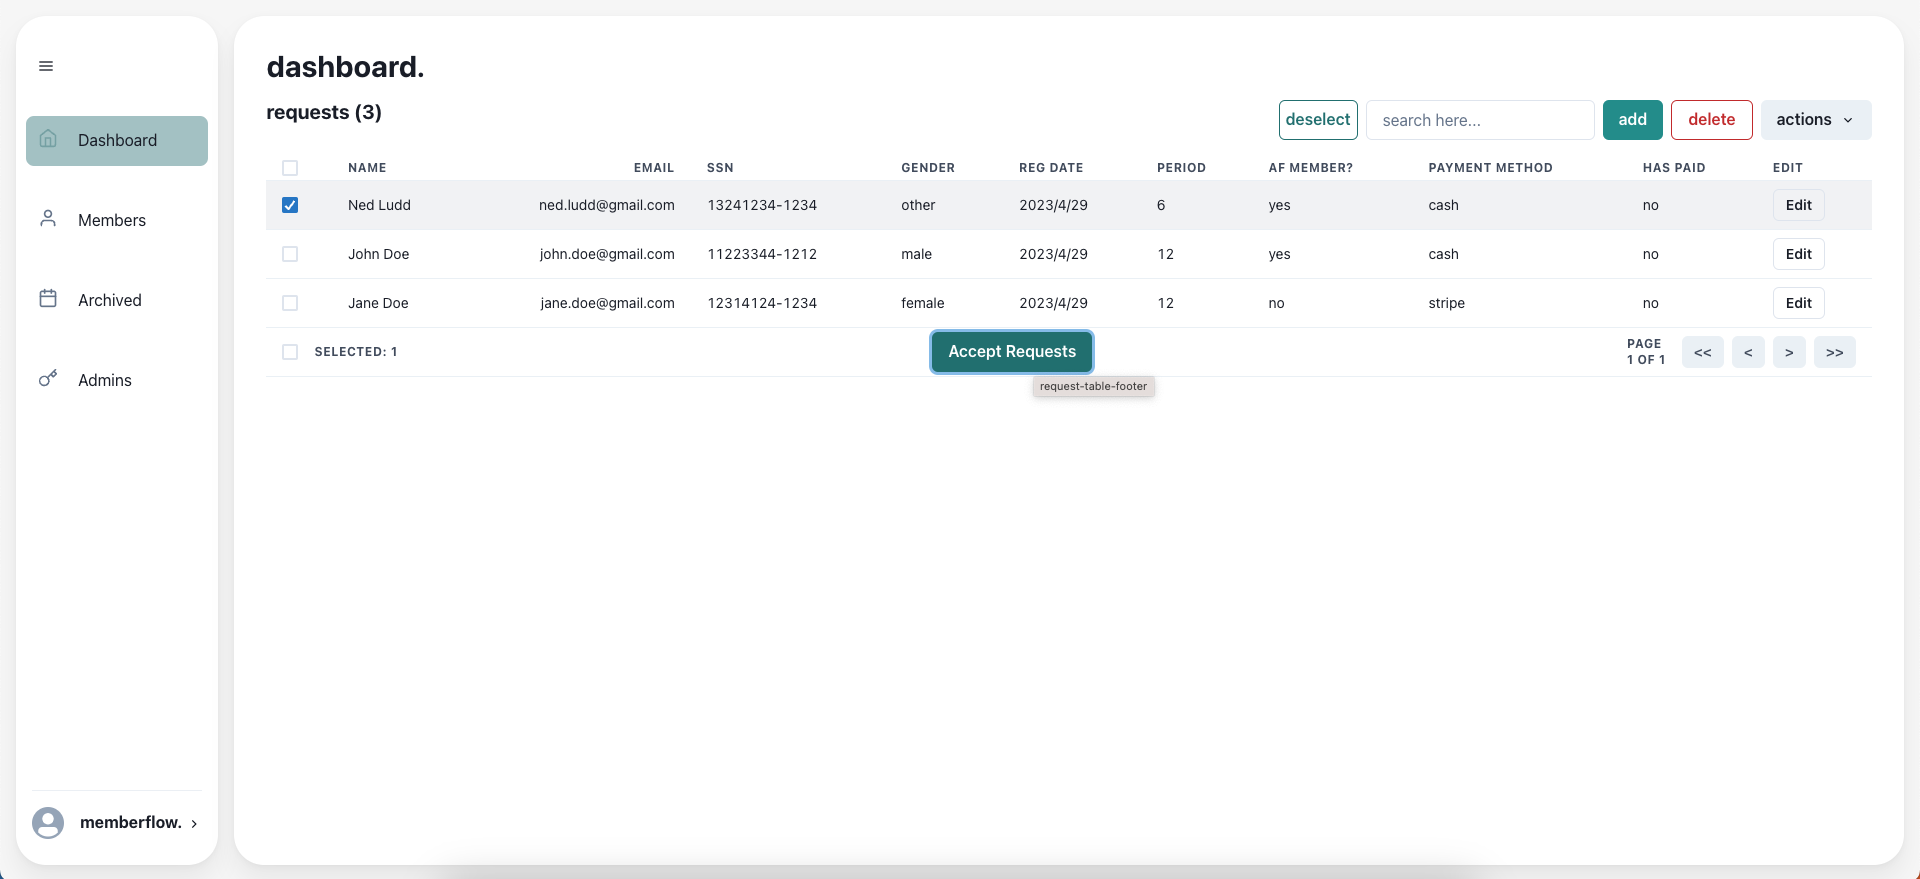 dashboard.
requests (3)
deselect search here... add delete actions
Dashboard
Members
Archived
Admins
NAME EMAIL SSN GENDER REG DATE PERIOD AF MEMBER? PAYMENT METHOD HAS PAID EDIT
Ned Ludd ned.ludd@gmail.com 13241234-1234 other 2023/4/29 6 yes cash no Edit
John Doe john.doe@gmail.com 11223344-1212 male 2023/4/29 12 yes cash no Edit
Jane Doe jane.doe@gmail.com 12314124-1234 female 2023/4/29 12 no stripe no Edit
SELECTED: 1 Accept Requests PAGE
1 OF 1 << < > >>
request-table-footer
memberflow. >